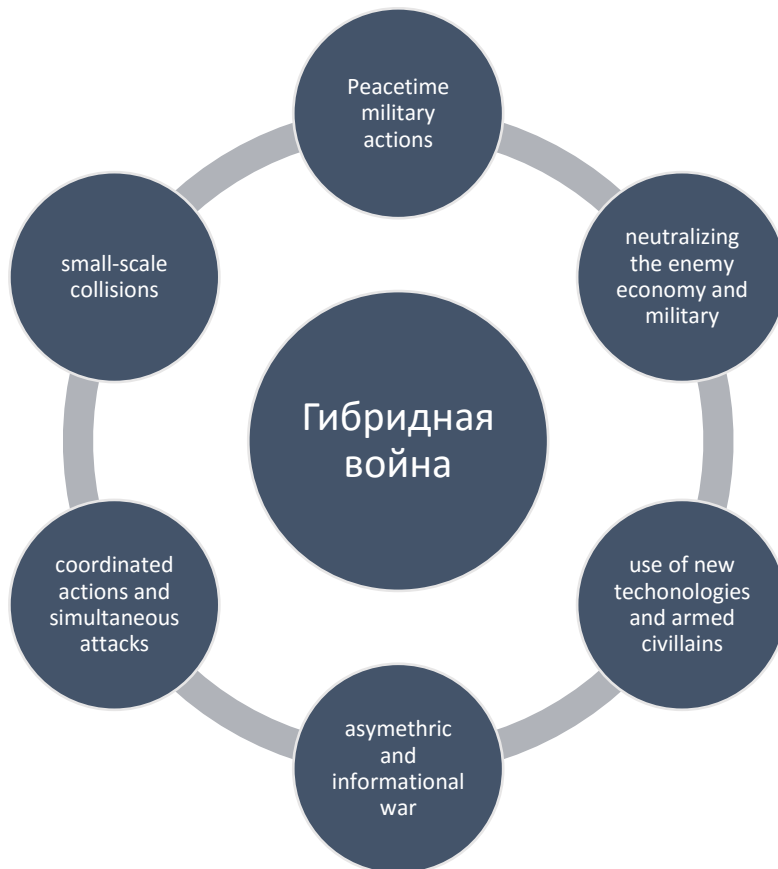 Peacetime
military
actions
neutralizing
the enemy
economy and
military
use of new
techonologies
and armed
civillains
asymethric
and
informational
war
coordinated
actions and
simultaneous
attacks
small-scale
collisions
Гибридная
война